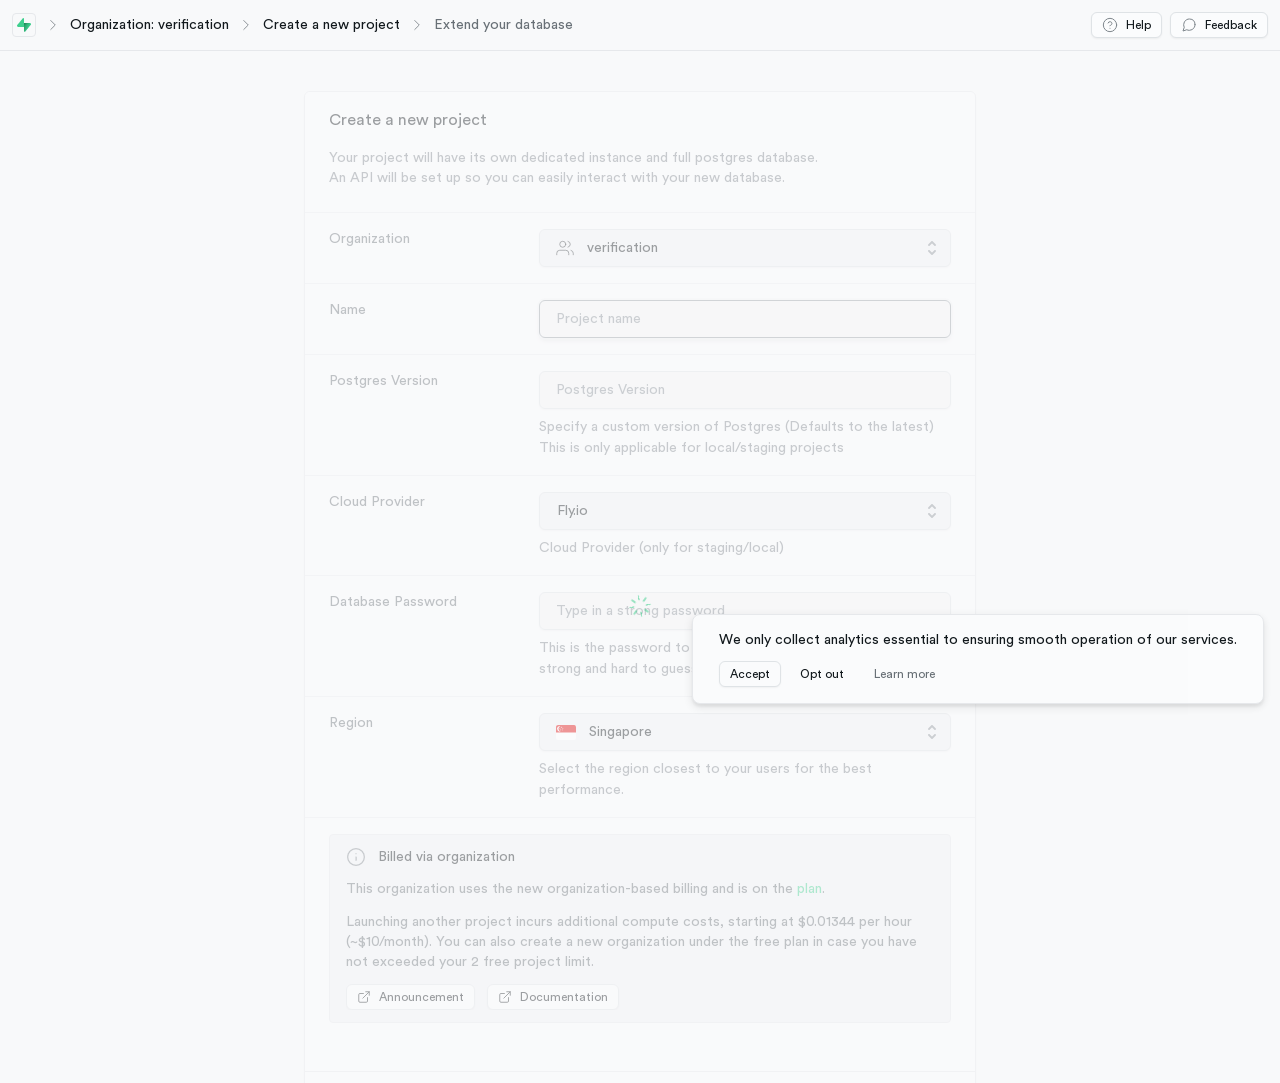 Organization: verification
Create a new project
Extend your database
Help
Feedback
Create a new project
Your project will have its own dedicated instance and full postgres database.
An API will be set up so you can easily interact with your new database.
Organization
verification
Name
Project name
Postgres Version
Postgres Version
Specify a custom version of Postgres (Defaults to the latest)
This is only applicable for local/staging projects
Cloud Provider
Fly.io
Cloud Provider (only for staging/local)
Database Password
Type in a strong password
This is the password to
strong and hard to
We only collect analytics essential to ensuring smooth operation of our services.
Accept
Opt out
Learn more
Region
Singapore
Select the region closest to your users for the best
performance.
Billed via organization
This organization uses the new organization-based billing and is on the plan.
Launching another project incurs additional compute costs, starting at $0.01344 per hour
(~$10/month). You can also create a new organization under the free plan in case you have
not exceeded your 2 free project limit.
Announcement
Documentation